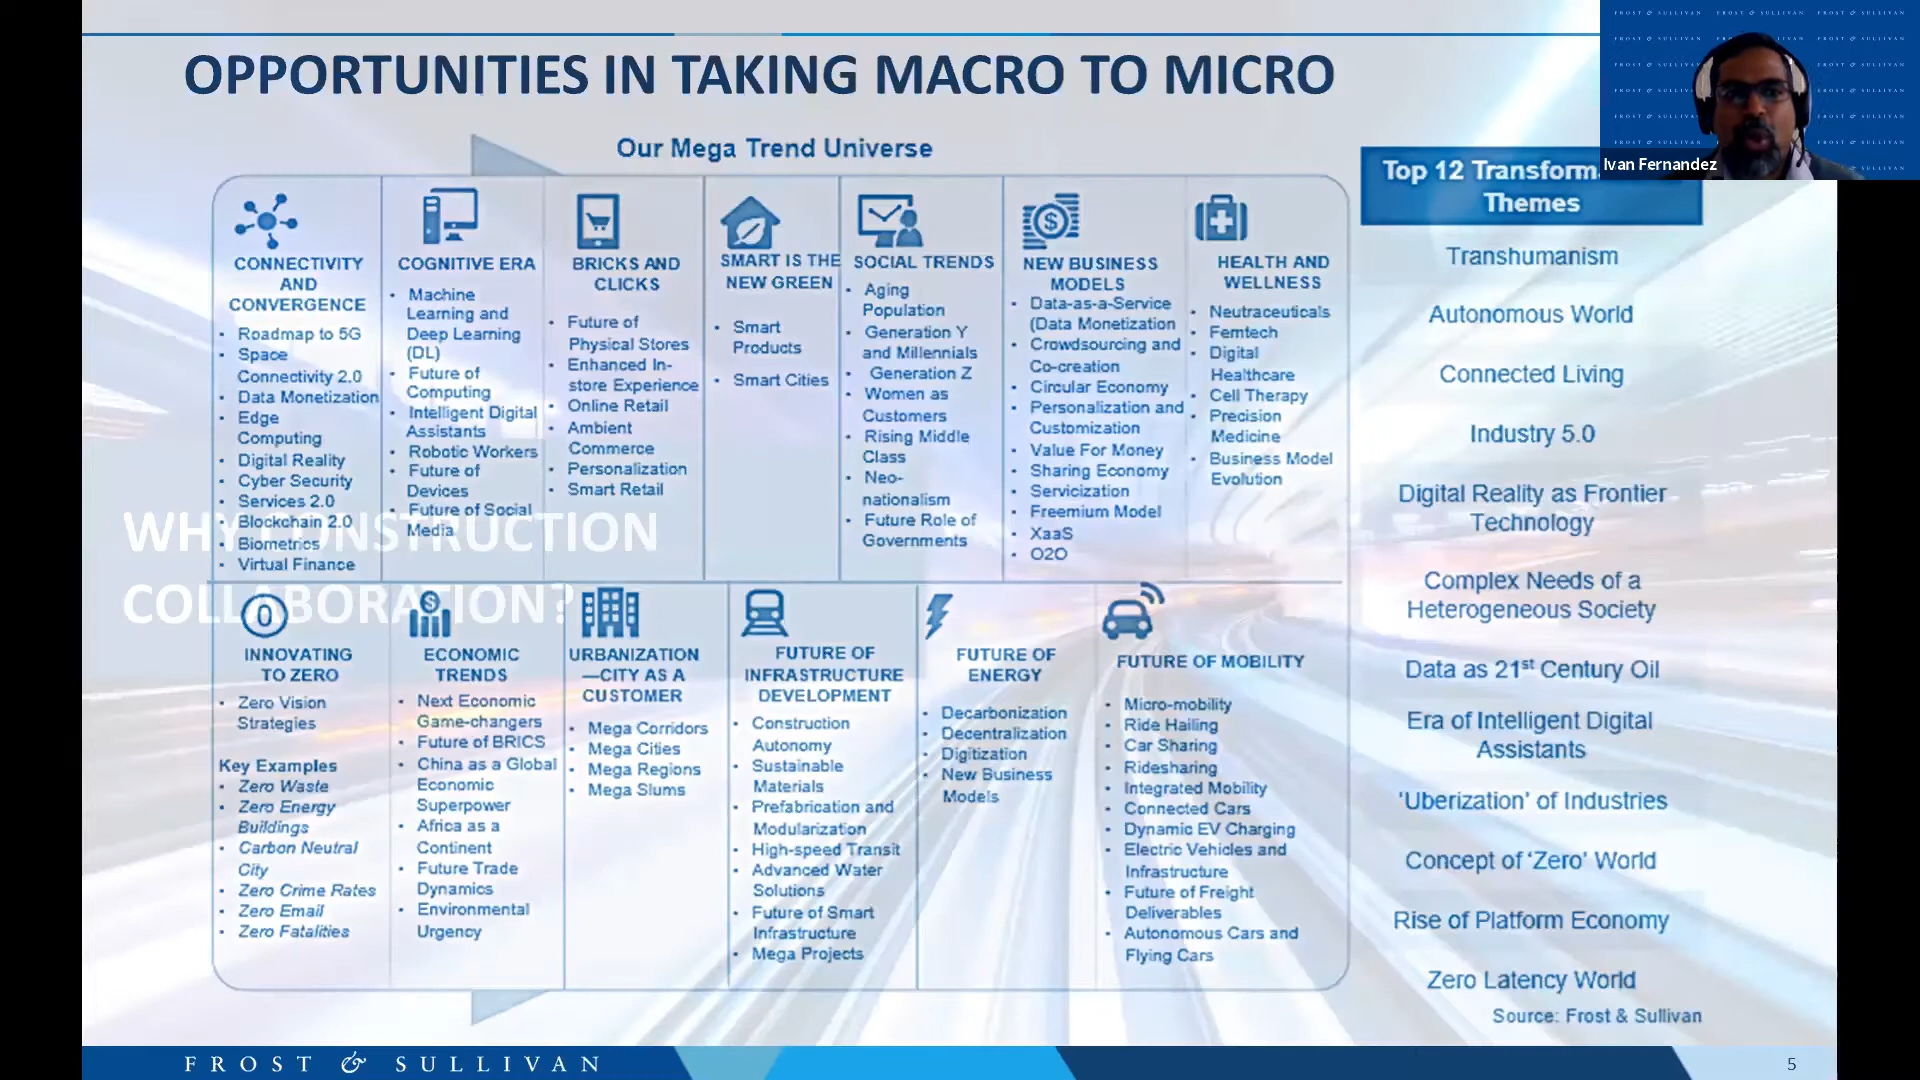 OPPORTUNITIES IN TAKING MACRO TO MICRO
Ivan Fernandez
Our Mega Trend Universe
CONNECTIVITY
AND
CONVERGENCE
• Roadmap to 5G
• Space
Connectivity 2.0
• Data Monetization
• Edge
Computing
• Digital Reality
• Cyber Security
• Services 2.0
• Blockchain 2.0
• Biometrics
• Virtual Finance
COGNITIVE ERA
• Machine
Learning and
Deep Learning
(DL)
• Future of
Computing
• Intelligent Digital
Assistants
• Robotic Workers
• Future of
Devices
• Future of Social
Media
BRICKS AND
CLICKS
• Future of
Physical Stores
• Enhanced In-
store Experience
• Online Retail
• Ambient
Commerce
• Personalization
• Smart Retail
SMART IS THE
NEW GREEN
• Smart
Products
• Smart Cities
SOCIAL TRENDS
• Aging
Population
• Generation Y
and Millennials
• Generation Z
• Women as
Customers
• Rising Middle
Class
• Neo-
nationalism
• Future Role of
Governments
NEW BUSINESS
MODELS
• Data-as-a-Service
(Data Monetization
• Crowdsourcing and
Co-creation
• Circular Economy
• Personalization and
Customization
• Value For Money
• Sharing Economy
• Servicization
• Freemium Model
• XaaS
• O2O
HEALTH AND
WELLNESS
• Neutraceuticals
• Femtech
• Digital
Healthcare
• Cell Therapy
• Precision
Medicine
• Business Model
Evolution
WHY CONSTRUCTION
COLLABORATION?
0
INNOVATING
TO ZERO
• Zero Vision
Strategies
Key Examples
• Zero Waste
• Zero Energy
Buildings
• Carbon Neutral
City
• Zero Crime Rates
• Zero Email
• Zero Fatalities
ECONOMIC
TRENDS
• Next Economic
Game-changers
• Future of BRICS
• China as a Global
Economic
Superpower
• Africa as a
Continent
• Future Trade
Dynamics
• Environmental
Urgency
URBANIZATION
—CITY AS A
CUSTOMER
• Mega Corridors
• Mega Cities
• Mega Regions
• Mega Slums
FUTURE OF
INFRASTRUCTURE
DEVELOPMENT
• Construction
Autonomy
• Sustainable
Materials
• Prefabrication and
Modularization
• High-speed Transit
• Advanced Water
Solutions
• Future of Smart
Infrastructure
• Mega Projects
FUTURE OF
ENERGY
• Decarbonization
• Decentralization
• Digitization
• New Business
Models
FUTURE OF MOBILITY
• Micro-mobility
• Ride Hailing
• Car Sharing
• Ridesharing
• Integrated Mobility
• Connected Cars
• Dynamic EV Charging
• Electric Vehicles and
Infrastructure
• Future of Freight
Deliverables
• Autonomous Cars and
Flying Cars
Top 12 Transform
Themes
Transhumanism
Autonomous World
Connected Living
Industry 5.0
Digital Reality as Frontier
Technology
Complex Needs of a
Heterogeneous Society
Data as 21st Century Oil
Era of Intelligent Digital
Assistants
‘Uberization’ of Industries
Concept of ‘Zero’ World
Rise of Platform Economy
Zero Latency World
Source: Frost & Sullivan
FROST & SULLIVAN
5